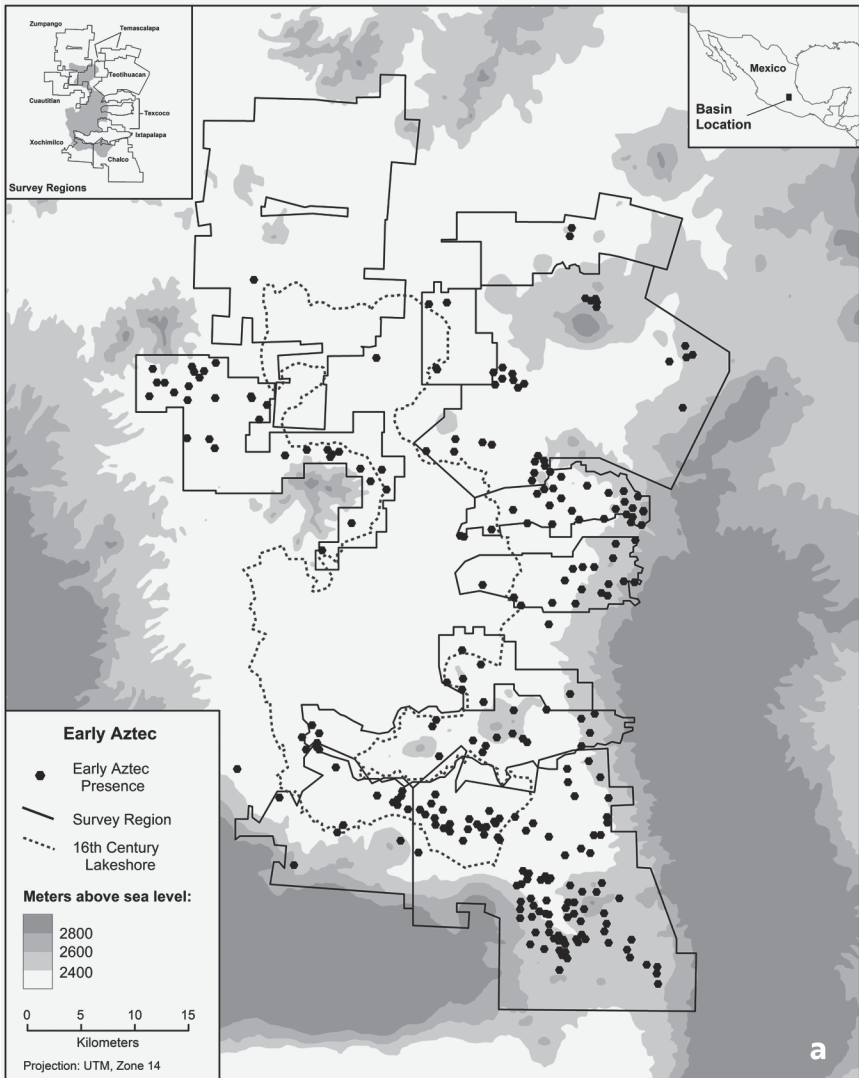 Zumpango
Temascalapa
Teotihuacan
Cuautitlan
Texcoco
Ixtapalapa
Xochimilco
Chalco
Survey Regions
Mexico
Basin
Location
Early Aztec
Early Aztec
Presence
Survey Region
16th Century
Lakeshore
Meters above sea level:
2800
2600
2400
0 5 10 15
Kilometers
Projection: UTM, Zone 14
a